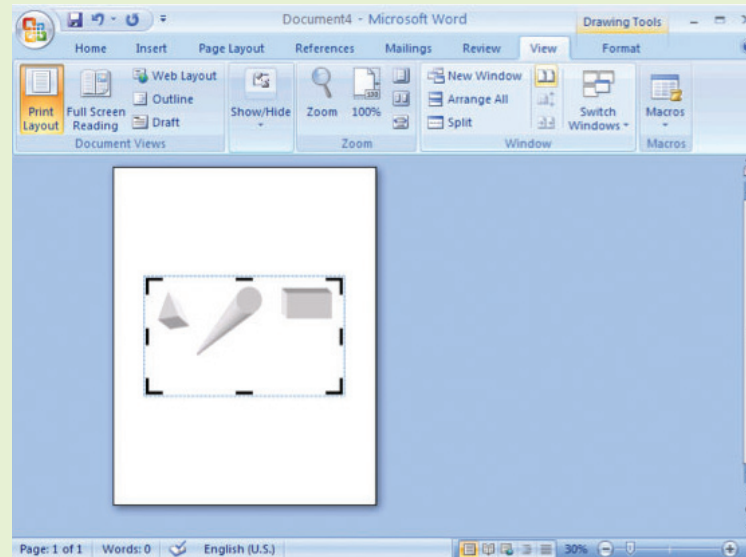 Document4 - Microsoft Word
Drawing Tools
Home Insert Page Layout References Mailings Review View Format
Print Layout
Full Screen Reading
Web Layout
Outline
Draft
Document Views
Show/Hide
Zoom
100%
Zoom
New Window
Arrange All
Split
Switch Windows
Window
Macros
Macros
Page: 1 of 1 Words: 0 English (U.S.) 30%